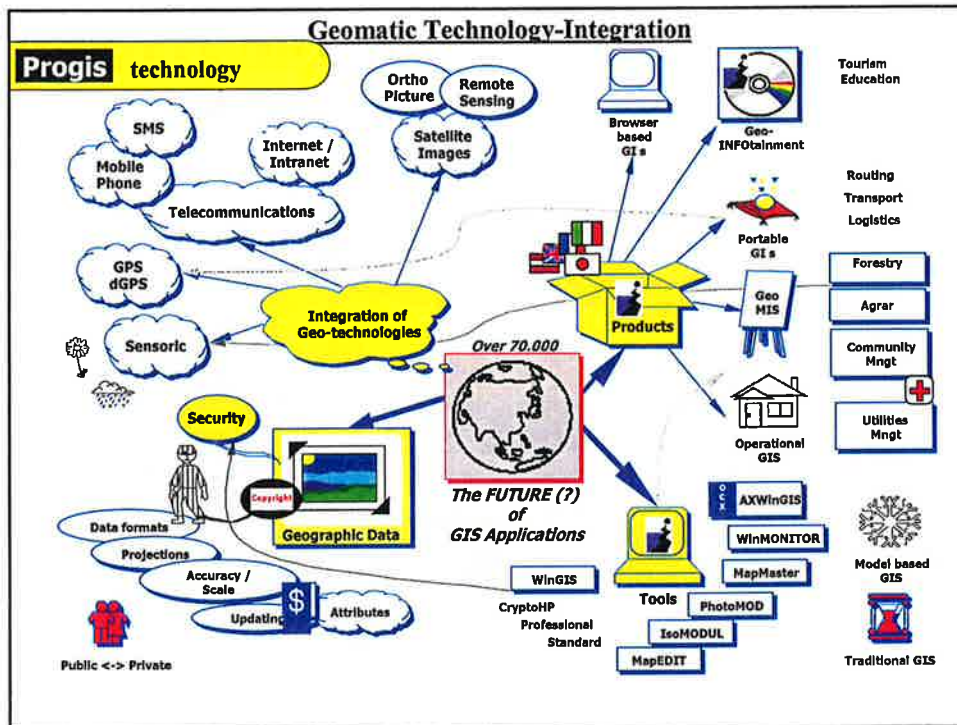 Geomatic Technology-Integration
Progis technology
Ortho
Picture
Remote
Sensing
Satellite
Images
SMS
Mobile
Phone
Internet /
Intranet
Telecommunications
GPS
dGPS
Sensoric
Integration of
Geo-technologies
Browser
based
GI s
Geo-
INFOtainment
Tourism
Education
Routing
Transport
Logistics
Portable
GI s
Products
Geo
MIS
Forestry
Agrar
Community
Mngt
Utilities
Mngt
Operational
GIS
Over 70.000
The FUTURE (?)
of
GIS Applications
Security
Copyright
Geographic Data
Data formats
Projections
Accuracy /
Scale
Updating
$
Attributes
Public <-> Private
WinGIS
CryptoHP
Professional
Standard
Tools
OCX
AXWinGIS
WinMONITOR
MapMaster
PhotoMOD
IsoMODUL
MapEDIT
Model based
GIS
Traditional GIS